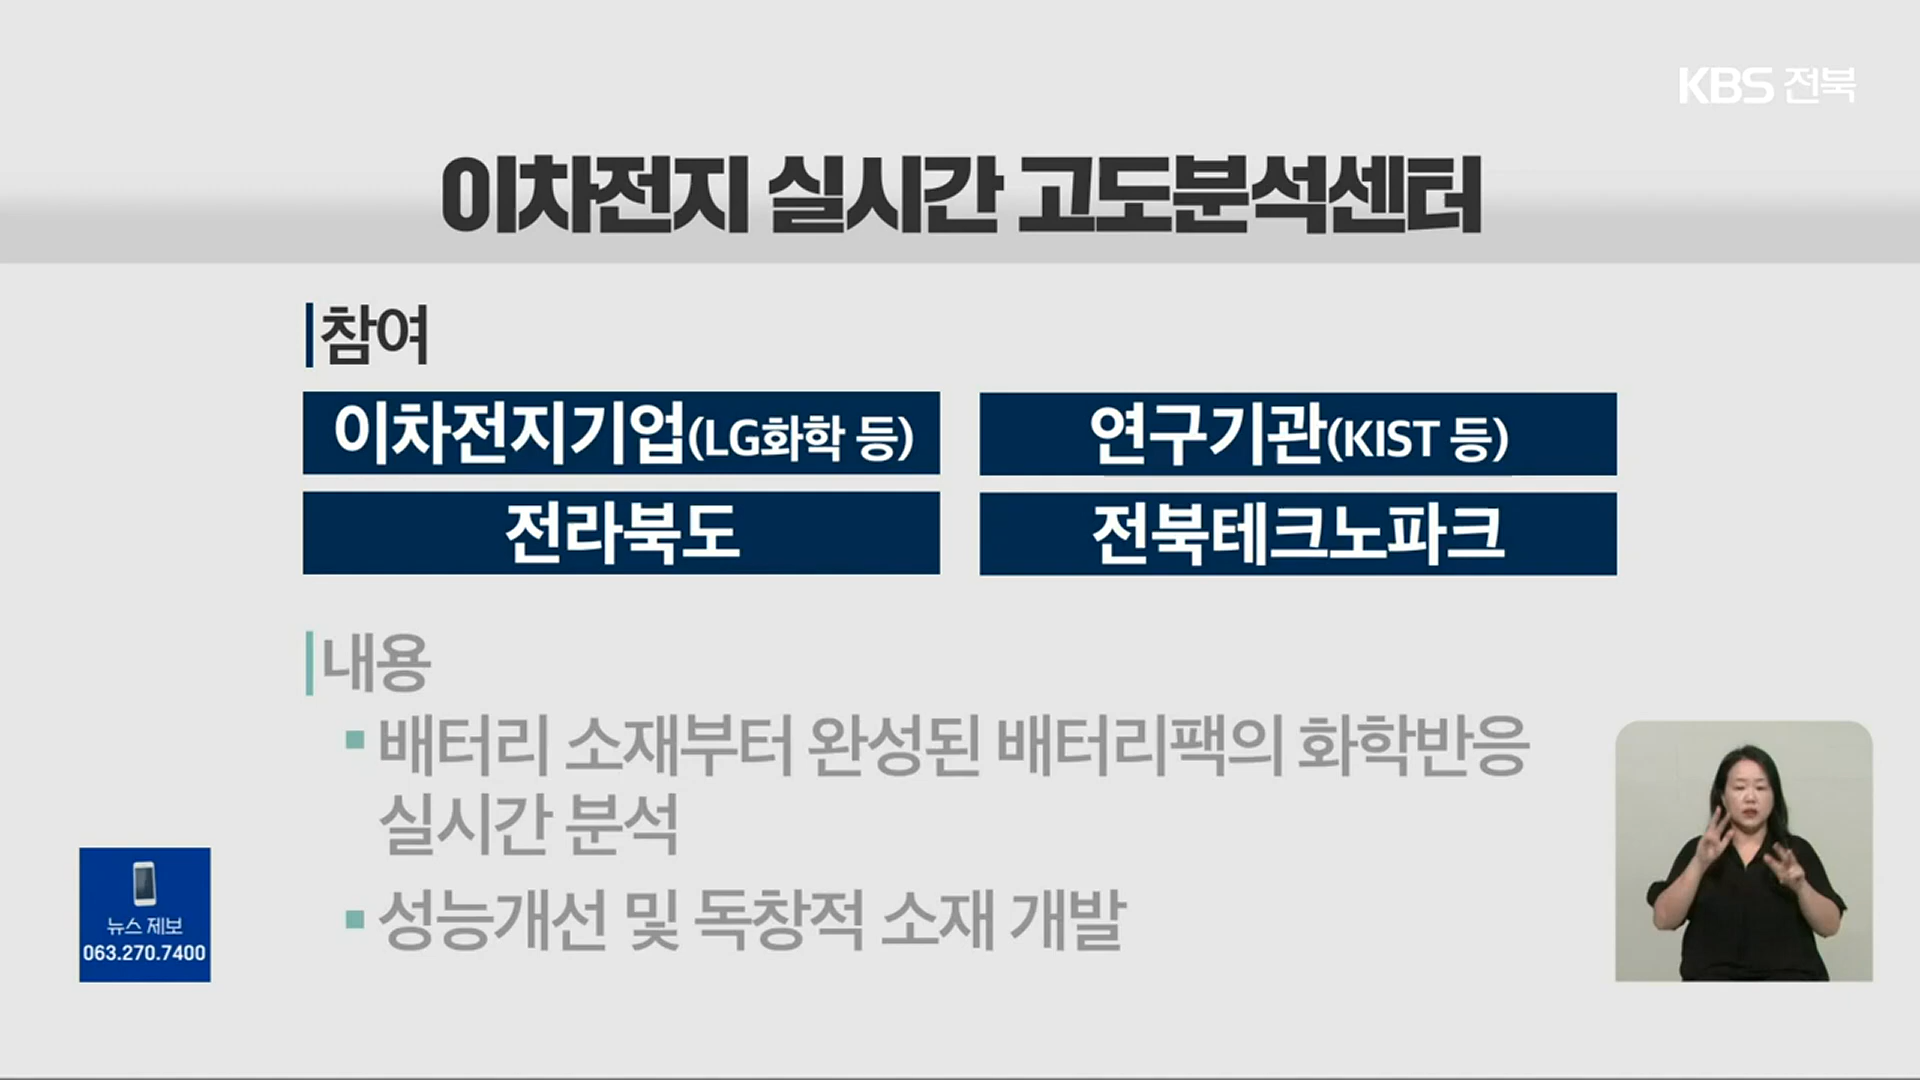 KBS 전북
이차전지 실시간 고도분석센터
참여
이차전지기업(LG화학 등)
연구기관(KIST 등)
전라북도
전북테크노파크
내용
배터리 소재부터 완성된 배터리팩의 화학반응
실시간 분석
성능개선 및 독창적 소재 개발
뉴스 제보
063.270.7400